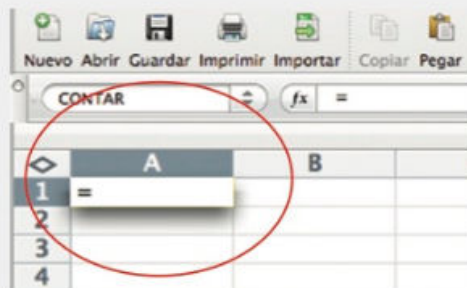 Nuevo Abrir Guardar Imprimir Importar Copiar Pegar
CONTAR fx =
A B
1 =
2
3
4